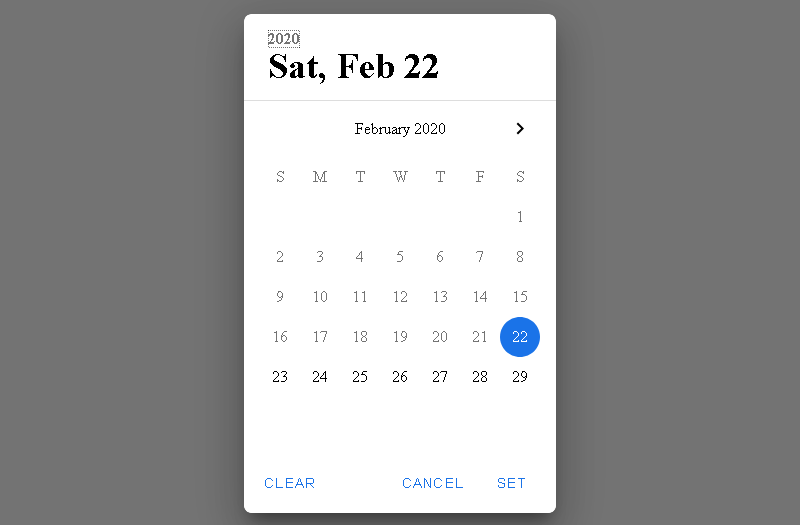 2020
Sat, Feb 22
February 2020
S M T W T F S
1
2 3 4 5 6 7 8
9 10 11 12 13 14 15
16 17 18 19 20 21 22
23 24 25 26 27 28 29
CLEAR CANCEL SET